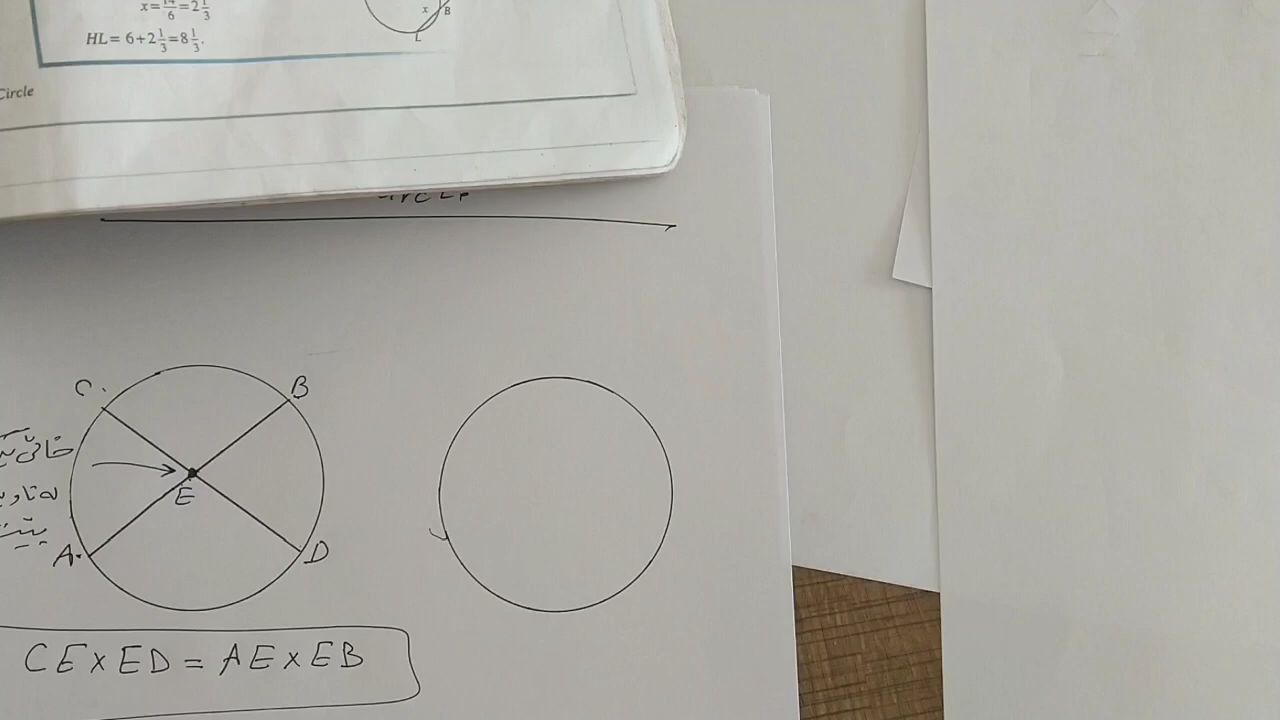 x=14/6=2 1/3
HL= 6+2 1/3=8 1/3.
x
B
L
Circle
C.
B
E
A.
D
CE×ED = AE×EB